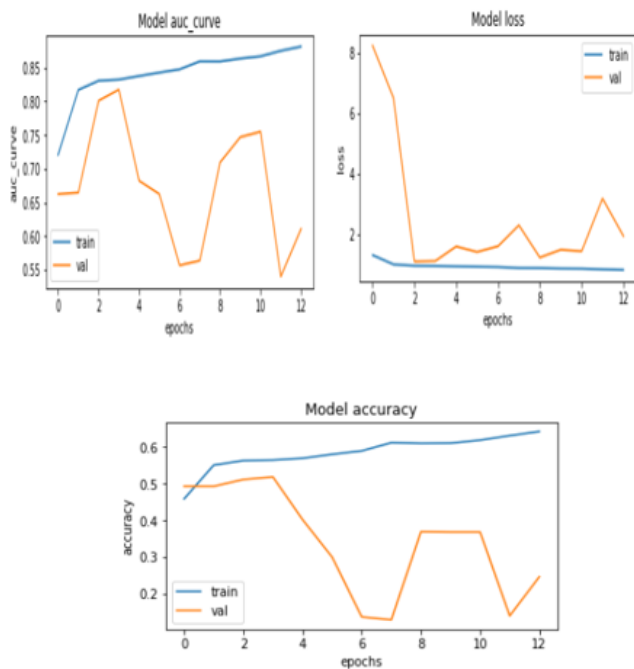 Model auc_curve
auc_curve
0.85
0.80
0.75
0.70
0.65
0.60
0.55
train
val
0 2 4 6 8 10 12
epochs
Model loss
loss
8
6
4
2
train
val
0 2 4 6 8 10 12
epochs
Model accuracy
accuracy
0.6
0.5
0.4
0.3
0.2
train
val
0 2 4 6 8 10 12
epochs